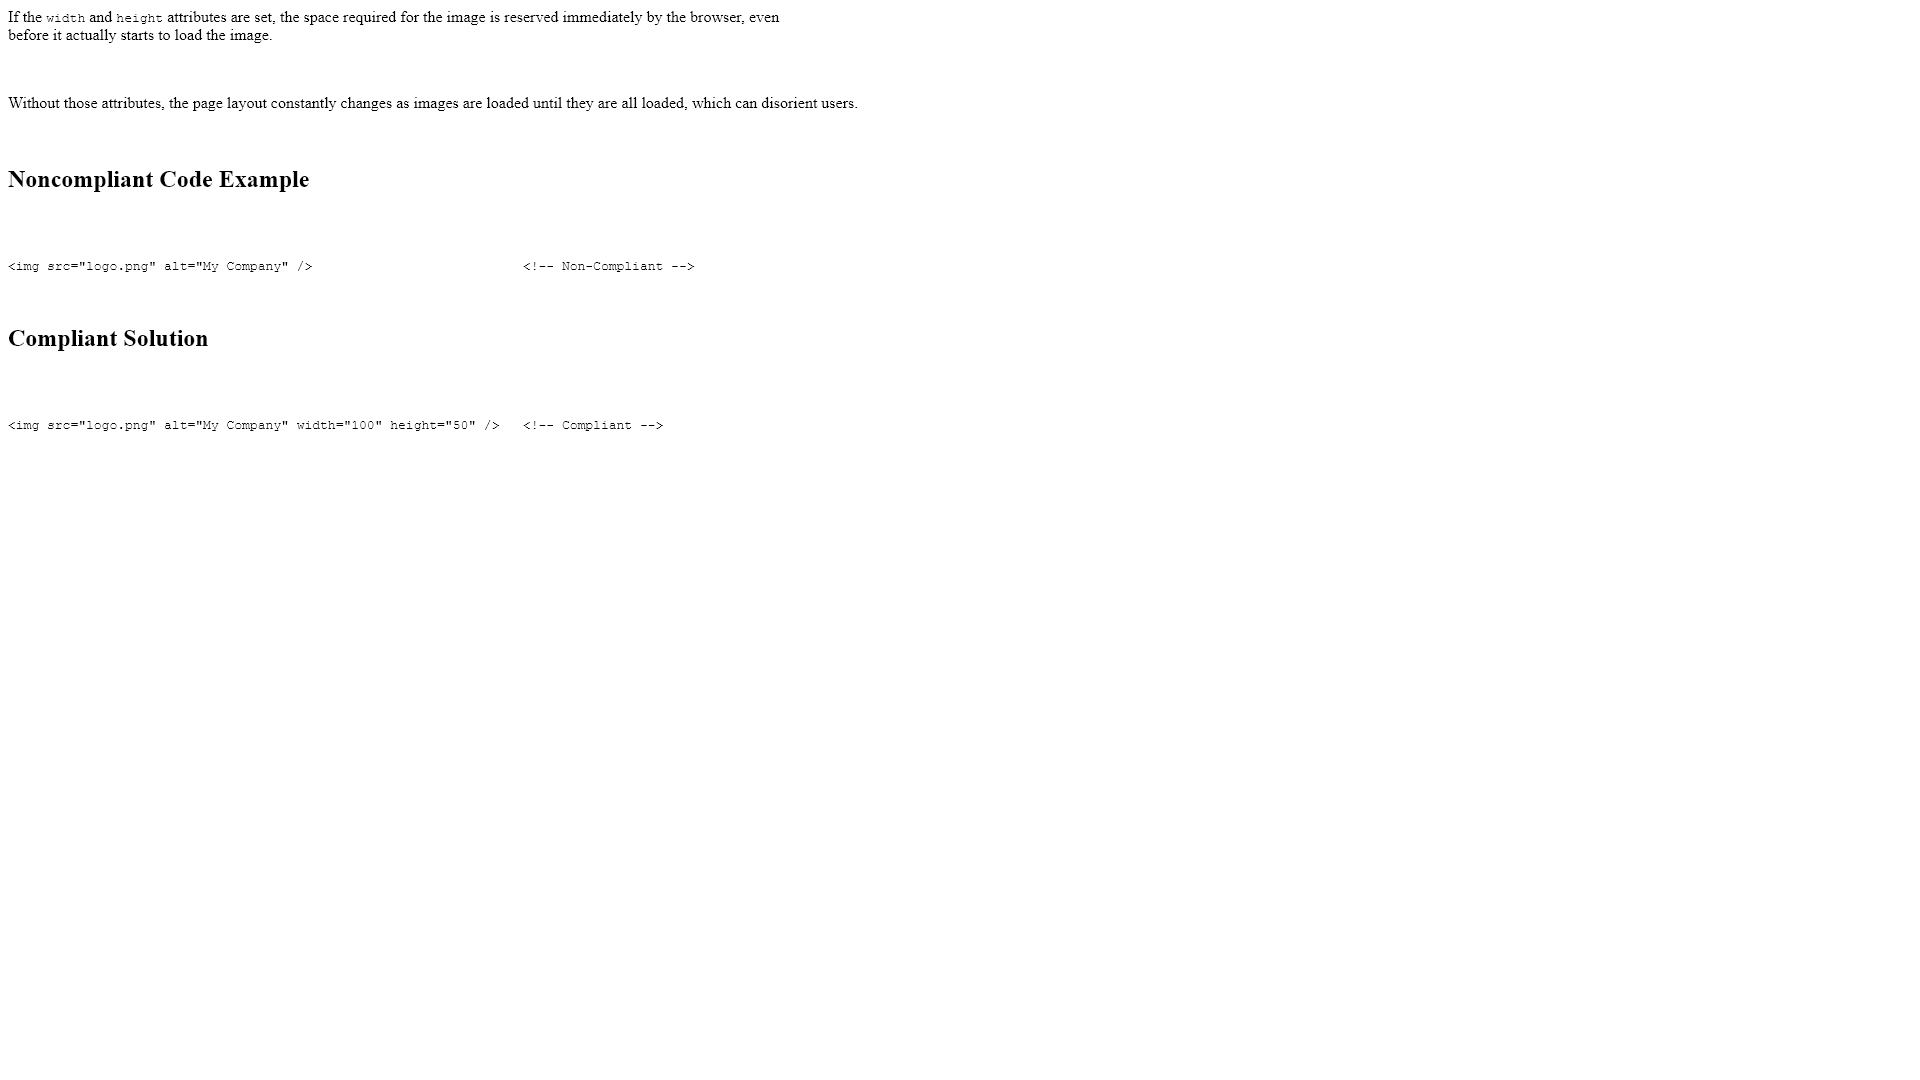 If the width and height attributes are set, the space required for the image is reserved immediately by the browser, even
before it actually starts to load the image.
Without those attributes, the page layout constantly changes as images are loaded until they are all loaded, which can disorient users.
Noncompliant Code Example
<img src="logo.png" alt="My Company" />                           <!-- Non-Compliant -->
Compliant Solution
<img src="logo.png" alt="My Company" width="100" height="50" />   <!-- Compliant -->